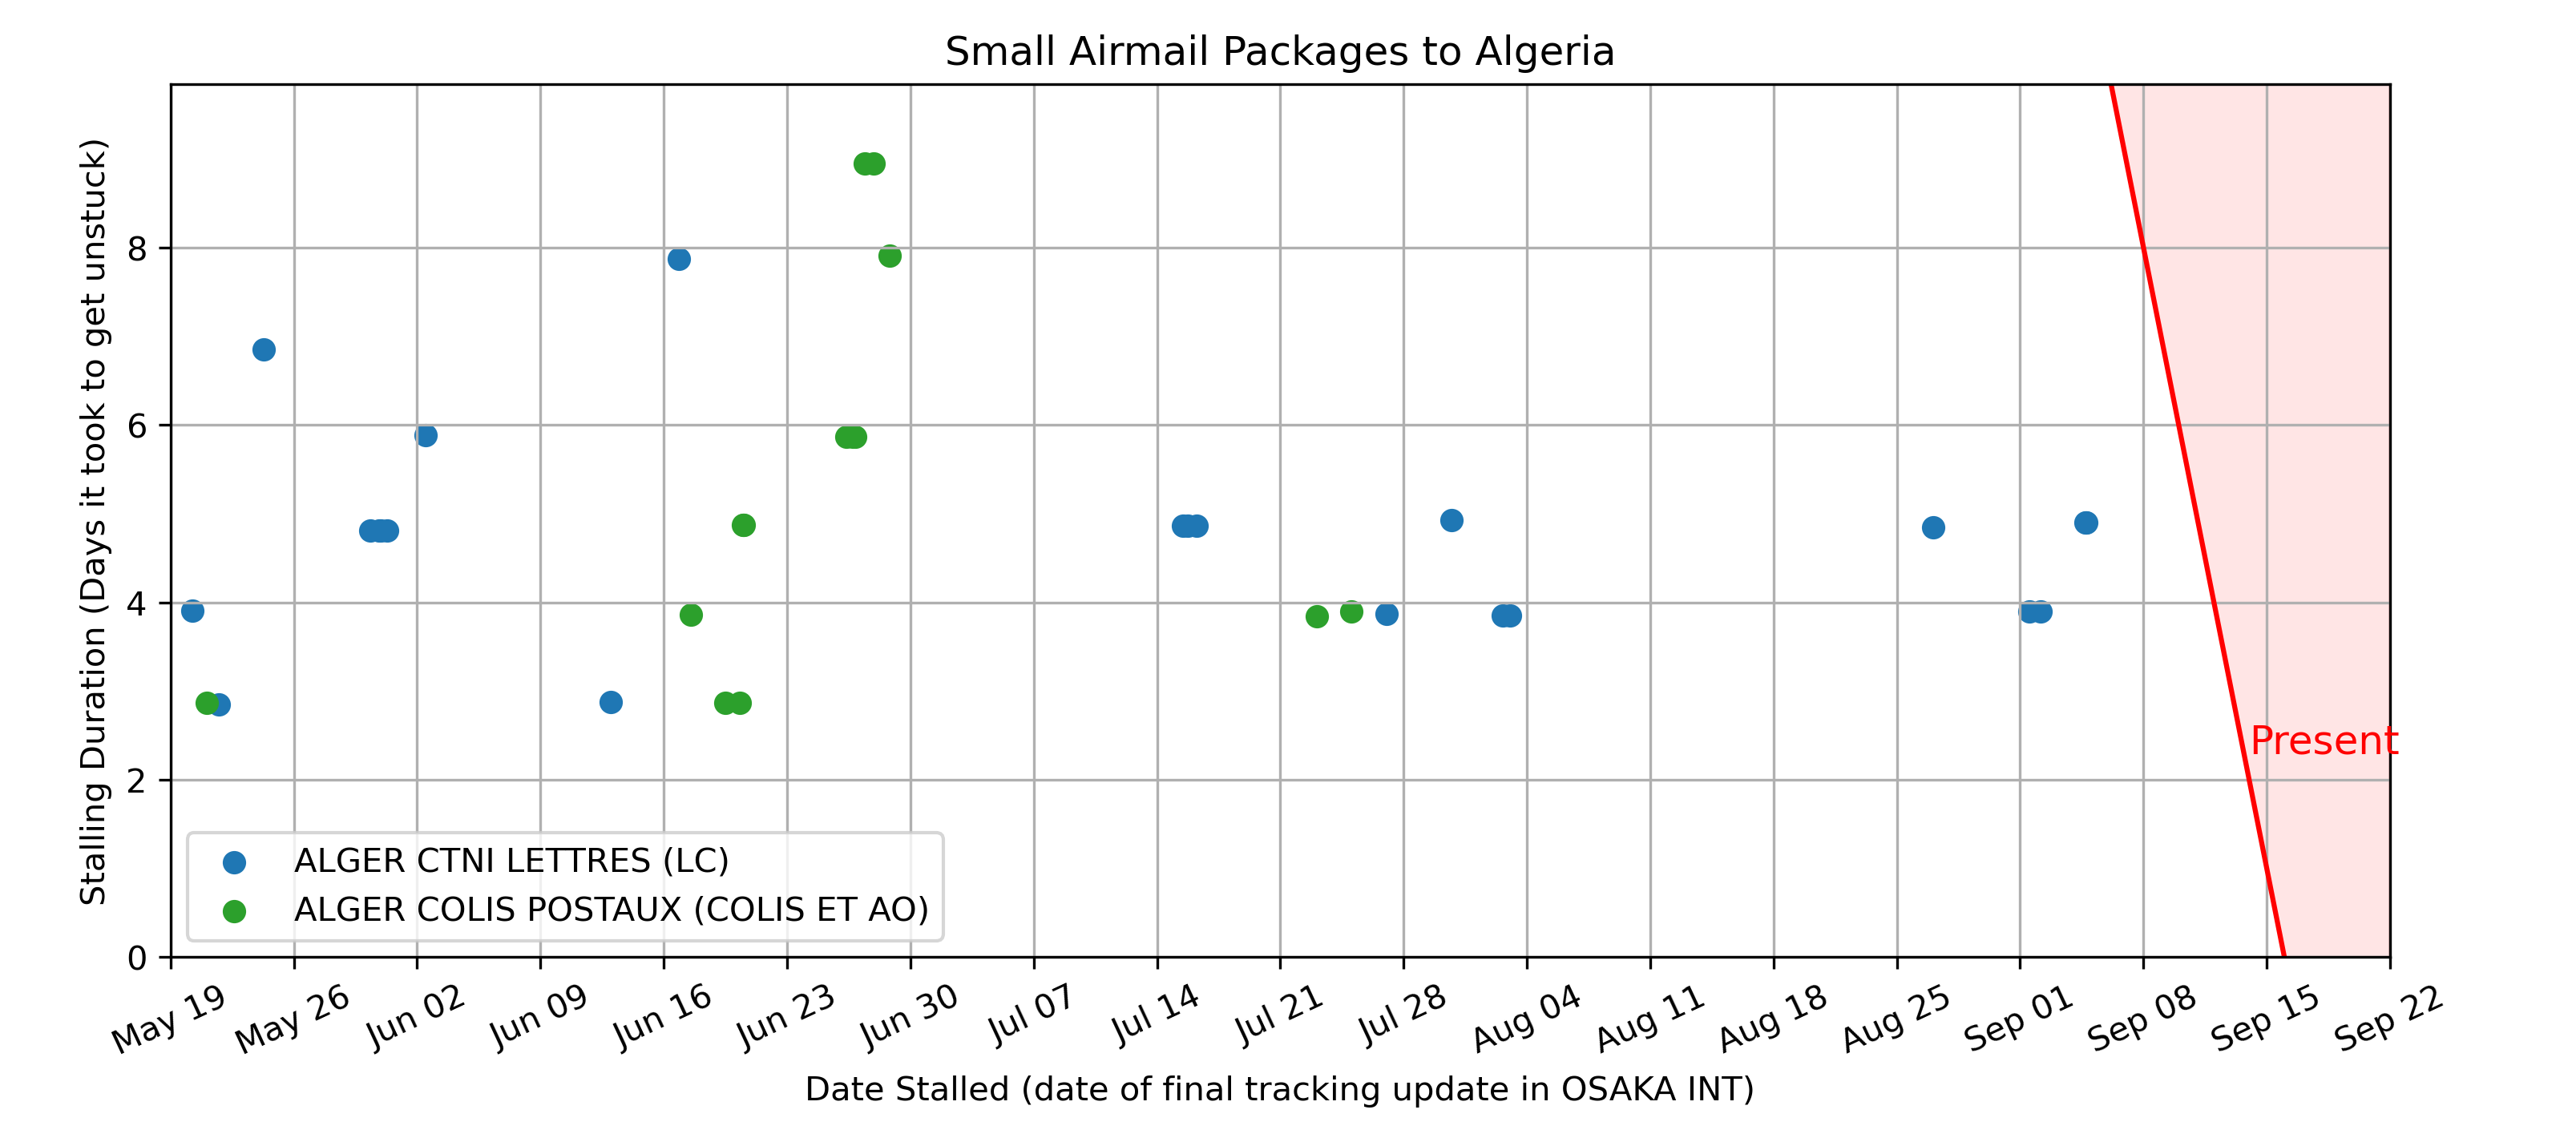 Small Airmail Packages to Algeria
Stalling Duration (Days it took to get unstuck)
8
6
4
2
0
Present
ALGER CTNI LETTRES (LC)
ALGER COLIS POSTAUX (COLIS ET AO)
May 19
May 26
Jun 02
Jun 09
Jun 16
Jun 23
Jun 30
Jul 07
Jul 14
Jul 21
Jul 28
Aug 04
Aug 11
Aug 18
Aug 25
Sep 01
Sep 08
Sep 15
Sep 22
Date Stalled (date of final tracking update in OSAKA INT)